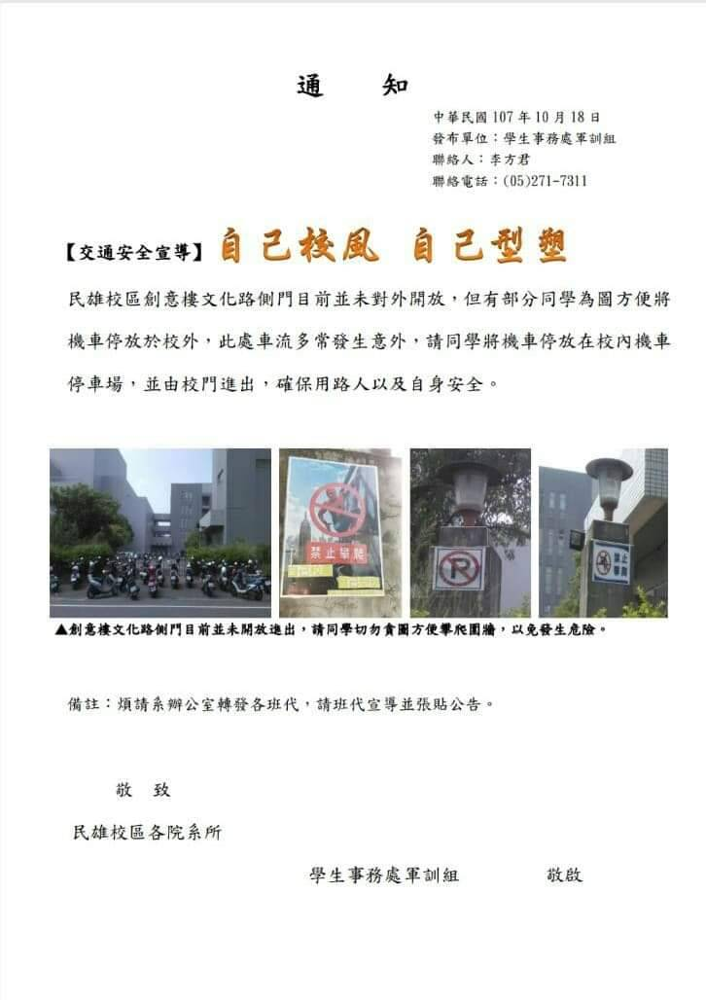 通 知
中華民國 107 年 10 月 18 日
發布單位：學生事務處軍訓組
聯絡人：李方君
聯絡電話：(05)271-7311
【交通安全宣導】自己校風 自己型塑
民雄校區創意樓文化路側門目前並未對外開放，但有部分同學為圖方便將
機車停放於校外，此處車流多常發生意外，請同學將機車停放在校內機車
停車場，並由校門進出，確保用路人以及自身安全。
禁止攀爬
P
禁止
攀爬
▲創意樓文化路側門目前並未開放進出，請同學切勿貪圖方便攀爬圍牆，以免發生危險。
備註：煩請系辦公室轉發各班代，請班代宣導並張貼公告。
敬 致
民雄校區各院系所
學生事務處軍訓組 敬啟